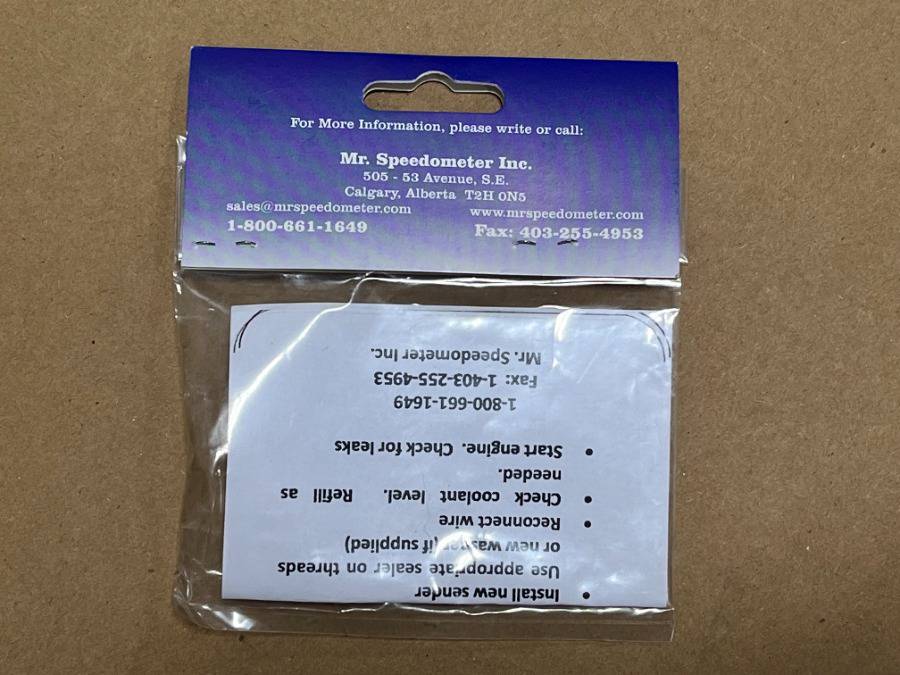 For More Information, please write or call:
Mr. Speedometer Inc.
505 - 53 Avenue, S.E.
Calgary, Alberta T2H 0N5
sales@mrspeedometer.com www.mrspeedometer.com
1-800-661-1649 Fax: 403-255-4953
• Install new sender
Use appropriate sealer on threads
or new washer (if supplied)
• Reconnect wire
• Check coolant level. Refill as
needed.
• Start engine. Check for leaks
1-800-661-1649
Fax: 1-403-255-4953
Mr. Speedometer Inc.